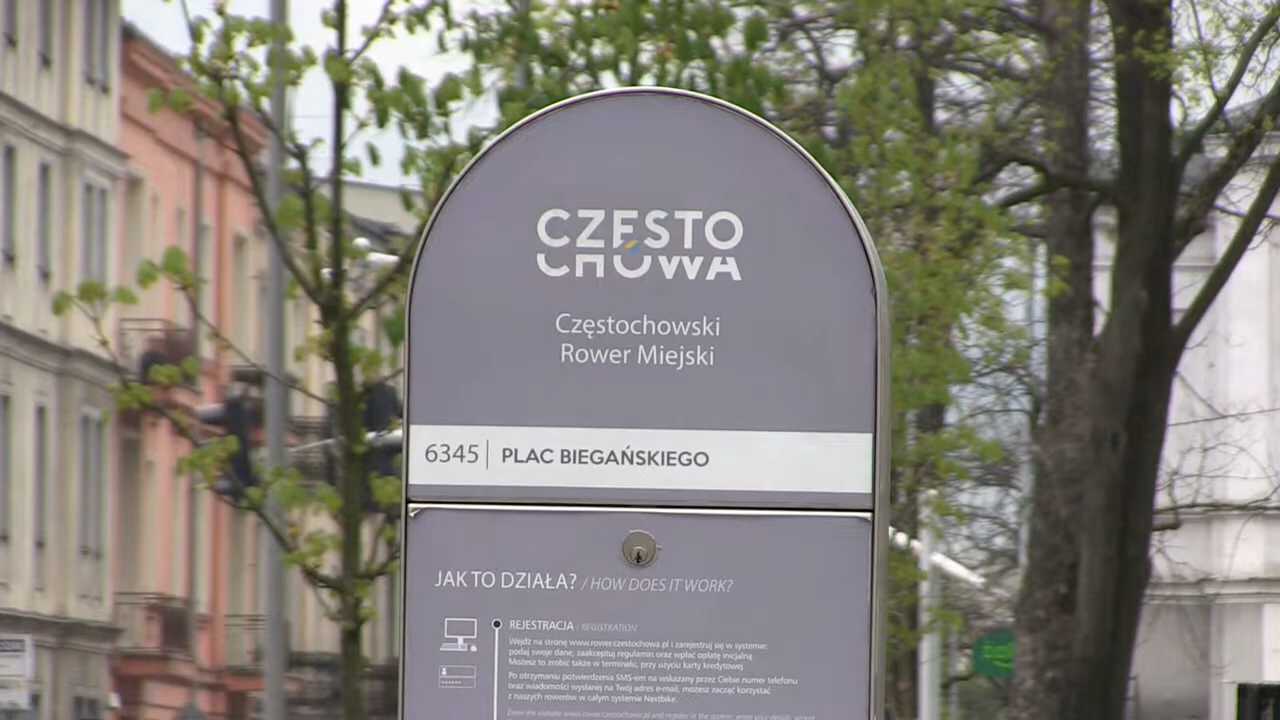 CZĘSTO
CHOWA
Częstochowski
Rower Miejski
6345 PLAC BIEGAŃSKIEGO
JAK TO DZIAŁA? / HOW DOES IT WORK?
REJESTRACJA / REGISTRATION
Wejdź na stronę www.rower.czestochowa.pl i zarejestruj się w systemie:
podaj swoje dane, zaakceptuj regulamin oraz wpłać opłatę inicjalną
Możesz to zrobić także w terminalu, przy użyciu karty kredytowej
Po otrzymaniu potwierdzenia SMS-em na wskazany przez Ciebie numer telefonu
oraz wiadomości wysłanej na Twój adres e-mail, możesz zacząć korzystać
z naszych rowerów w całym systemie Nextbike.